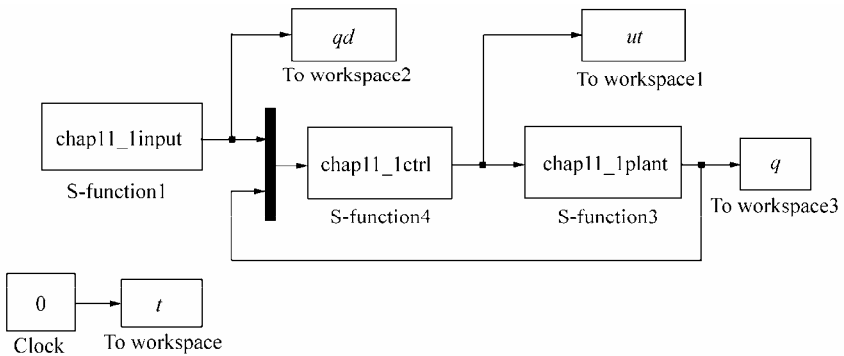 qd
To workspace2
ut
To workspace1
chap11_1input
S-function1
chap11_1ctrl
S-function4
chap11_1plant
S-function3
q
To workspace3
0
Clock
t
To workspace